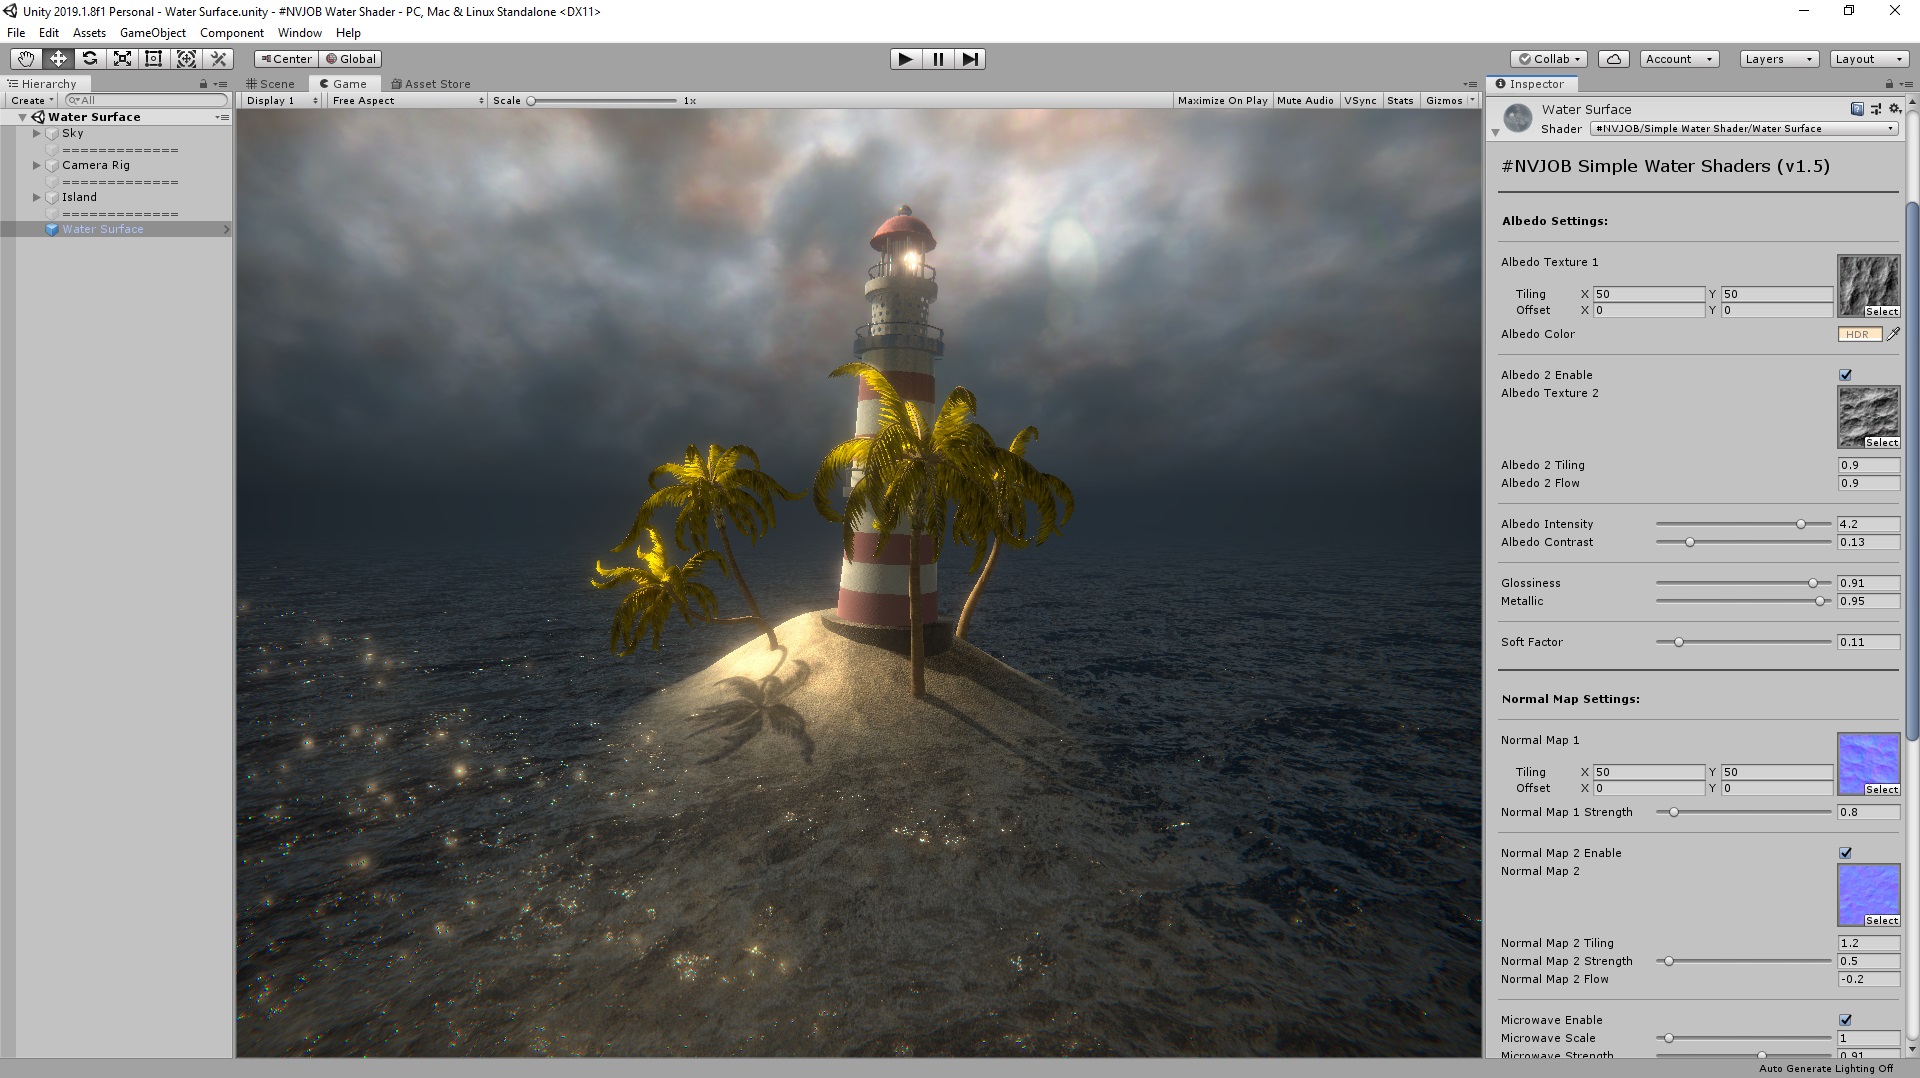 Unity 2019.1.8f1 Personal - Water Surface.unity - #NVJOB Water Shader - PC, Mac & Linux Standalone <DX11>
File Edit Assets GameObject Component Window Help
Center Global Collab Account Layers Layout
Hierarchy Scene Game Asset Store Inspector
Create All Display 1 Free Aspect Scale 1x Maximize On Play Mute Audio VSync Stats Gizmos
Water Surface
Sky
=============
Camera Rig
=============
Island
=============
Water Surface
Water Surface
Shader #NVJOB/Simple Water Shader/Water Surface
#NVJOB Simple Water Shaders (v1.5)
Albedo Settings:
Albedo Texture 1
Tiling X 50 Y 50
Offset X 0 Y 0
Select
Albedo Color HDR
Albedo 2 Enable
Albedo Texture 2
Select
Albedo 2 Tiling 0.9
Albedo 2 Flow 0.9
Albedo Intensity 4.2
Albedo Contrast 0.13
Glossiness 0.91
Metallic 0.95
Soft Factor 0.11
Normal Map Settings:
Normal Map 1
Tiling X 50 Y 50
Offset X 0 Y 0
Select
Normal Map 1 Strength 0.8
Normal Map 2 Enable
Normal Map 2
Select
Normal Map 2 Tiling 1.2
Normal Map 2 Strength 0.5
Normal Map 2 Flow -0.2
Microwave Enable
Microwave Scale 1
Microwave Strength 0.91
Auto Generate Lighting Off